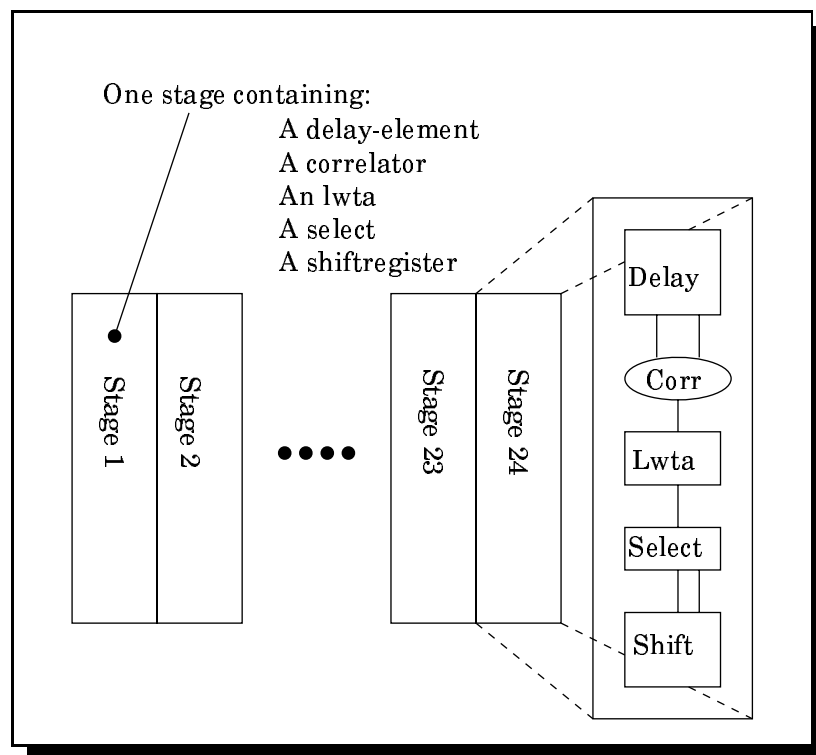 One stage containing:
A delay-element
A correlator
An lwta
A select
A shiftregister
Stage 1
Stage 2
Stage 23
Stage 24
Delay
Corr
Lwta
Select
Shift